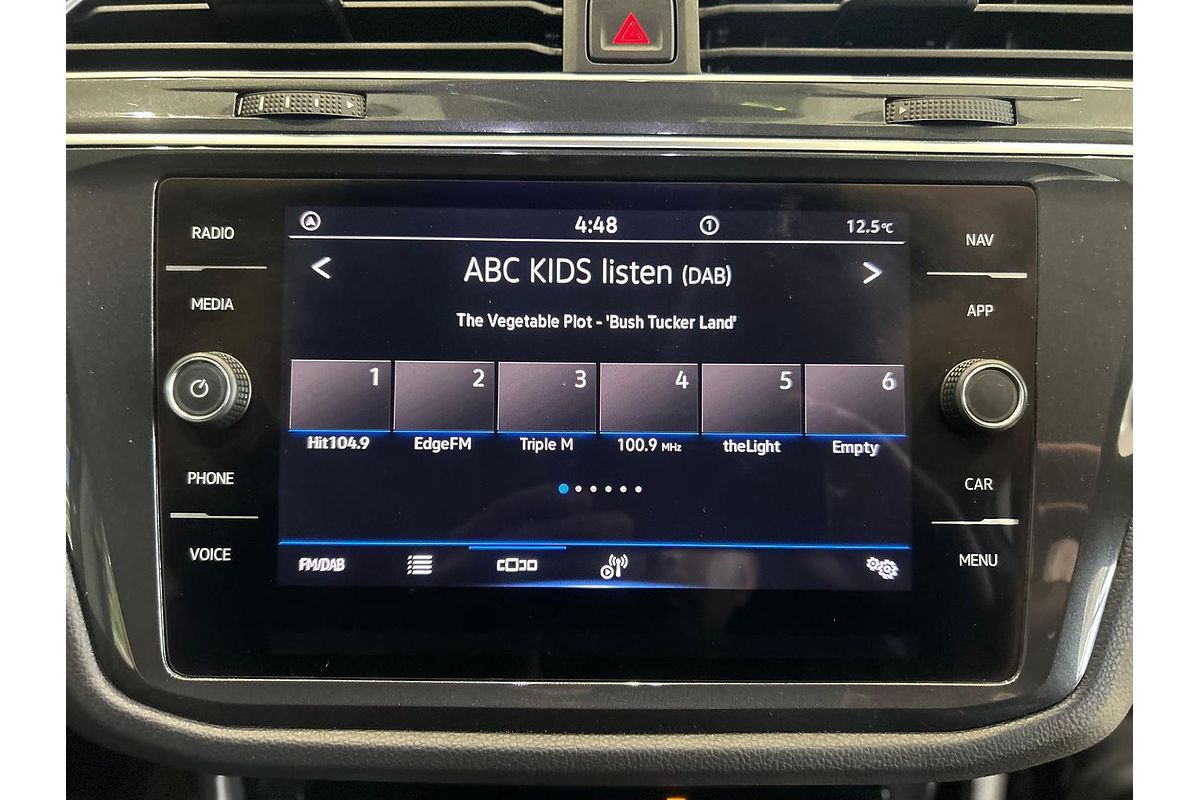 RADIO
MEDIA
PHONE
VOICE
4:48
1
12.5°C
< ABC KIDS listen (DAB) >
The Vegetable Plot - 'Bush Tucker Land'
1 2 3 4 5 6
Hit104.9 EdgeFM Triple M 100.9 MHz theLight Empty
FM/DAB
NAV
APP
CAR
MENU